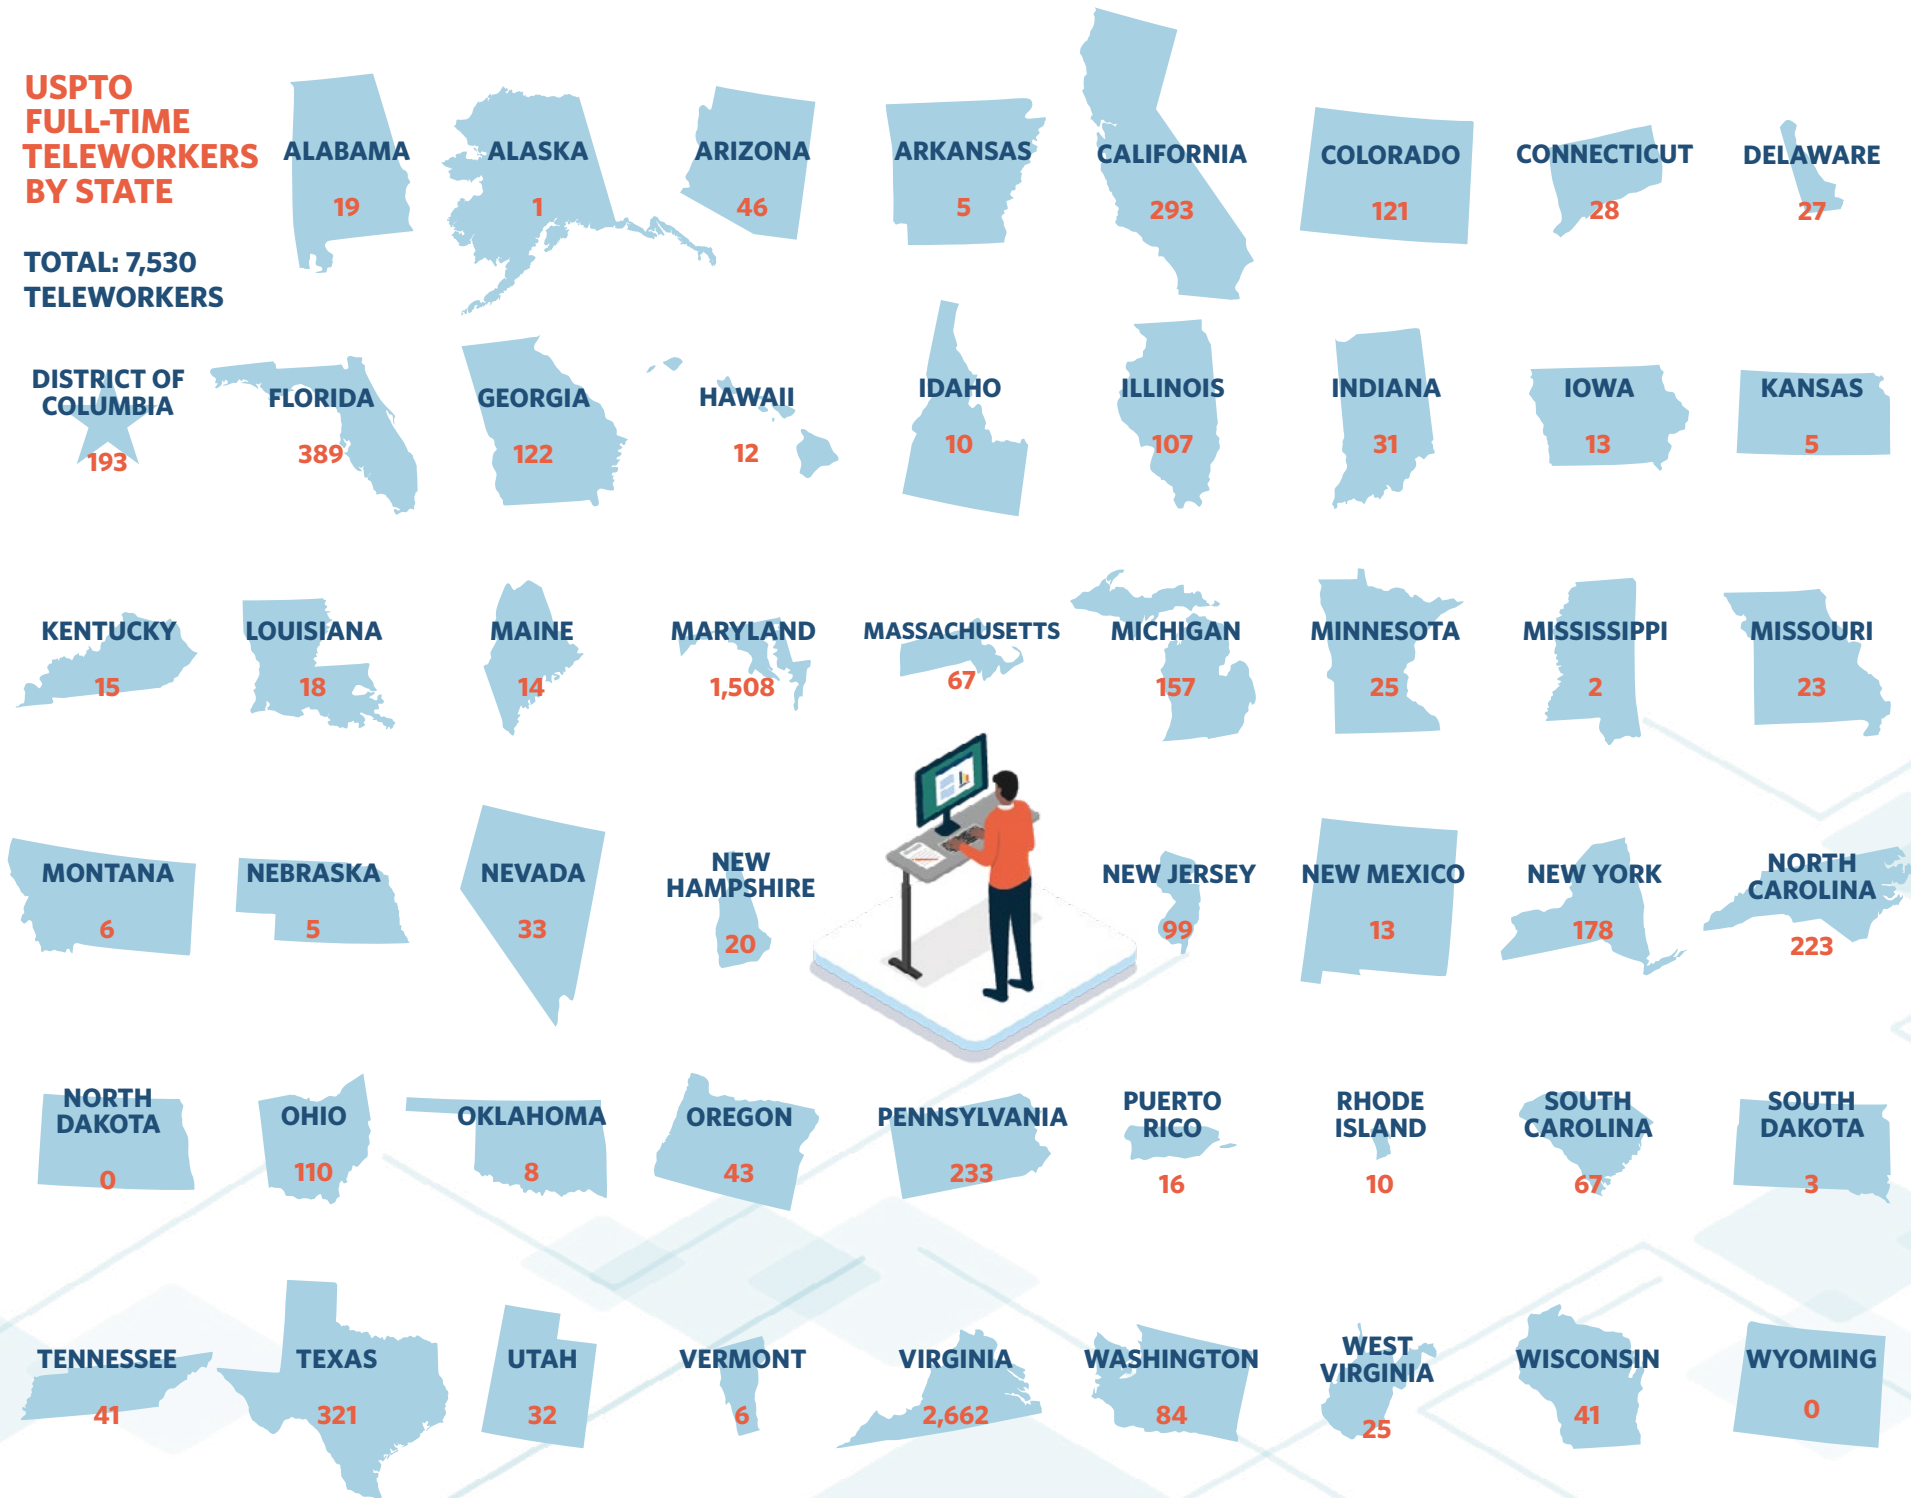 USPTO
FULL-TIME
TELEWORKERS
BY STATE
TOTAL: 7,530
TELEWORKERS
ALABAMA
19
ALASKA
1
ARIZONA
46
ARKANSAS
5
CALIFORNIA
293
COLORADO
121
CONNECTICUT
28
DELAWARE
27
DISTRICT OF
COLUMBIA
193
FLORIDA
389
GEORGIA
122
HAWAII
12
IDAHO
10
ILLINOIS
107
INDIANA
31
IOWA
13
KANSAS
5
KENTUCKY
15
LOUISIANA
18
MAINE
14
MARYLAND
1,508
MASSACHUSETTS
67
MICHIGAN
157
MINNESOTA
25
MISSISSIPPI
2
MISSOURI
23
MONTANA
6
NEBRASKA
5
NEVADA
33
NEW
HAMPSHIRE
20
NEW JERSEY
99
NEW MEXICO
13
NEW YORK
178
NORTH
CAROLINA
223
NORTH
DAKOTA
0
OHIO
110
OKLAHOMA
8
OREGON
43
PENNSYLVANIA
233
PUERTO
RICO
16
RHODE
ISLAND
10
SOUTH
CAROLINA
67
SOUTH
DAKOTA
3
TENNESSEE
41
TEXAS
321
UTAH
32
VERMONT
6
VIRGINIA
2,662
WASHINGTON
84
WEST
VIRGINIA
25
WISCONSIN
41
WYOMING
0